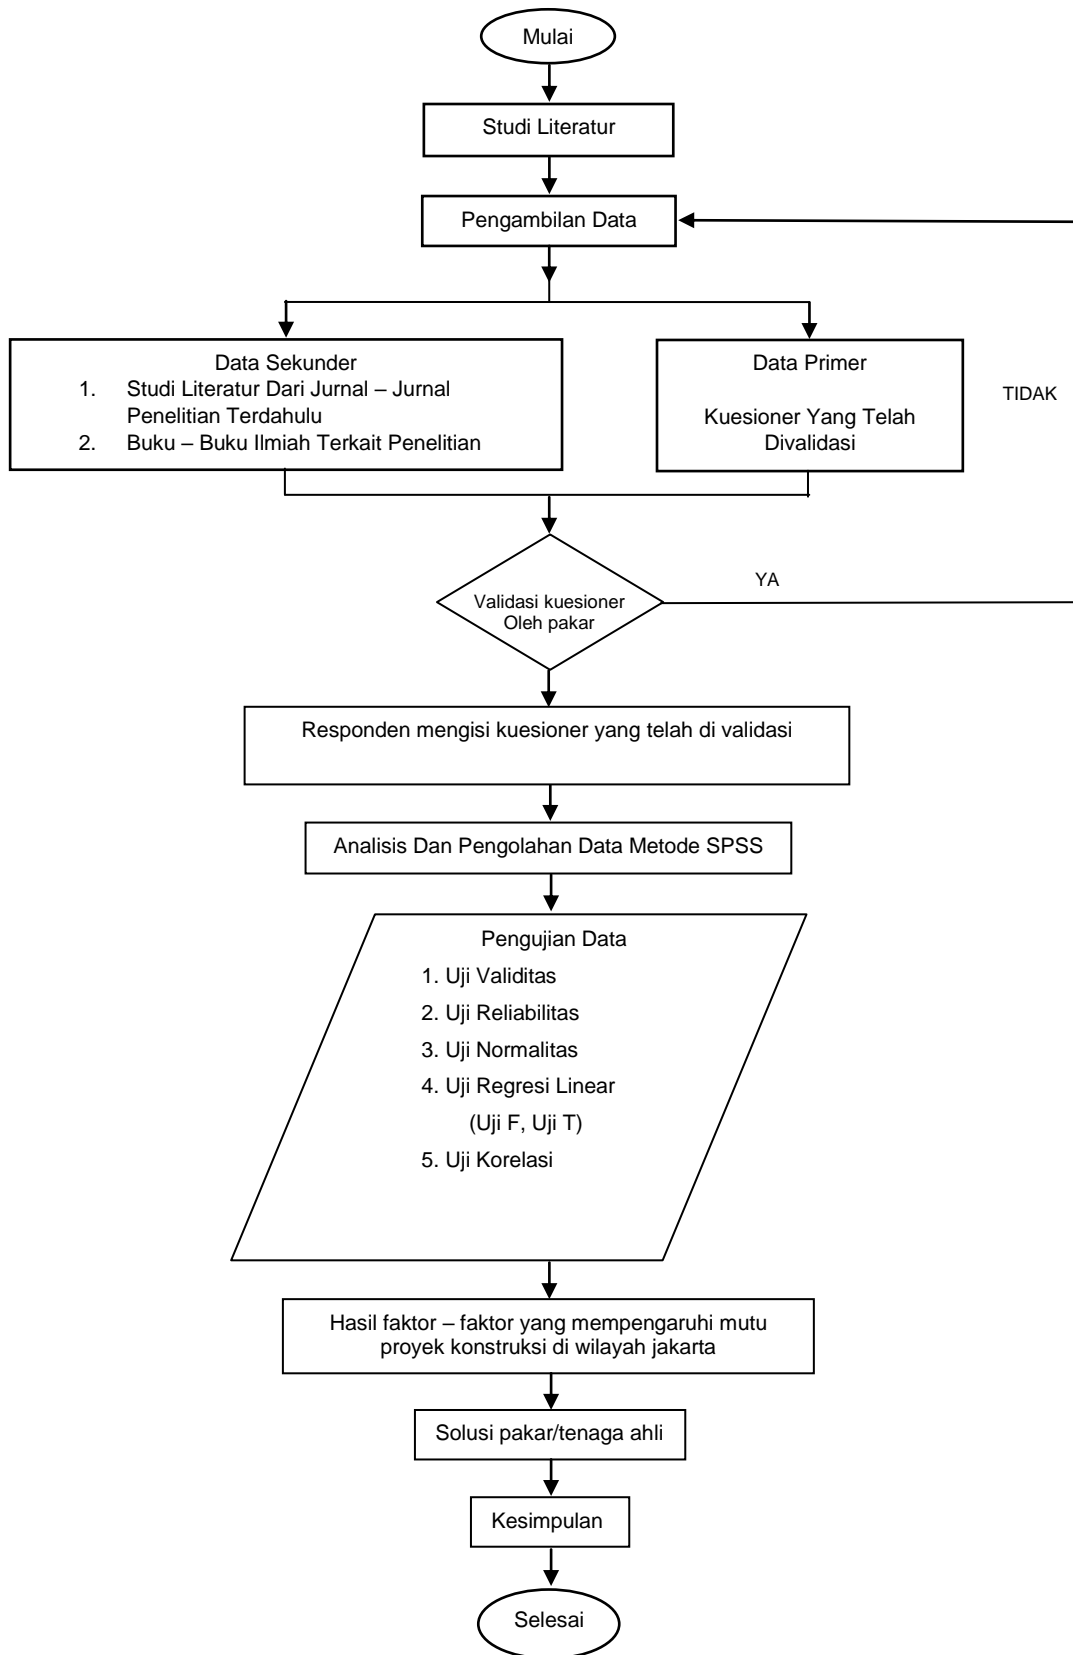 Mulai
Studi Literatur
Pengambilan Data
Data Sekunder
1. Studi Literatur Dari Jurnal – Jurnal
Penelitian Terdahulu
2. Buku – Buku Ilmiah Terkait Penelitian
Data Primer
Kuesioner Yang Telah
Divalidasi
TIDAK
YA
Validasi kuesioner
Oleh pakar
Responden mengisi kuesioner yang telah di validasi
Analisis Dan Pengolahan Data Metode SPSS
Pengujian Data
1. Uji Validitas
2. Uji Reliabilitas
3. Uji Normalitas
4. Uji Regresi Linear
(Uji F, Uji T)
5. Uji Korelasi
Hasil faktor – faktor yang mempengaruhi mutu
proyek konstruksi di wilayah jakarta
Solusi pakar/tenaga ahli
Kesimpulan
Selesai